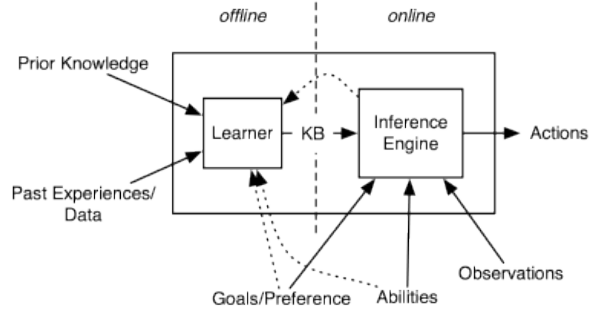 offline
online
Prior Knowledge
Learner
KB
Inference
Engine
Actions
Past Experiences/
Data
Observations
Goals/Preference
Abilities